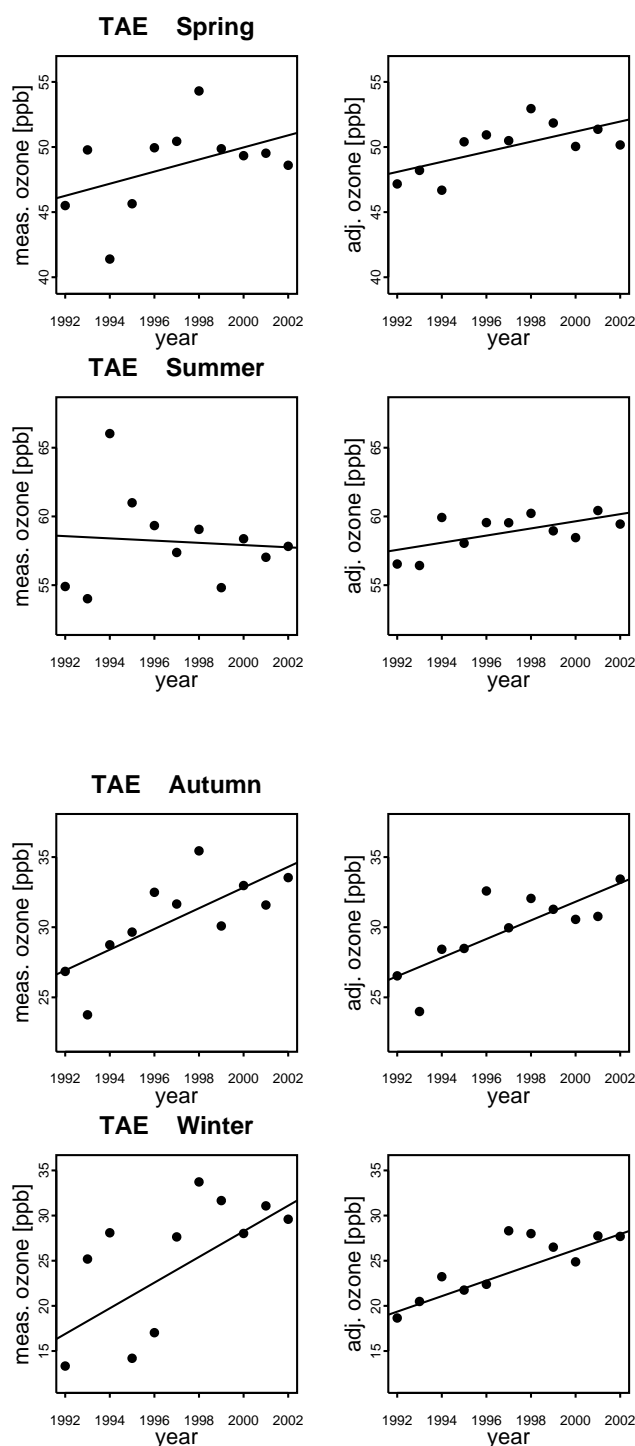 TAE Spring
meas. ozone [ppb]
40 45 50 55
1992 1994 1996 1998 2000 2002
year
adj. ozone [ppb]
40 45 50 55
1992 1994 1996 1998 2000 2002
year
TAE Summer
meas. ozone [ppb]
55 60 65
1992 1994 1996 1998 2000 2002
year
adj. ozone [ppb]
55 60 65
1992 1994 1996 1998 2000 2002
year
TAE Autumn
meas. ozone [ppb]
25 30 35
1992 1994 1996 1998 2000 2002
year
adj. ozone [ppb]
25 30 35
1992 1994 1996 1998 2000 2002
year
TAE Winter
meas. ozone [ppb]
15 20 25 30 35
1992 1994 1996 1998 2000 2002
year
adj. ozone [ppb]
15 20 25 30 35
1992 1994 1996 1998 2000 2002
year